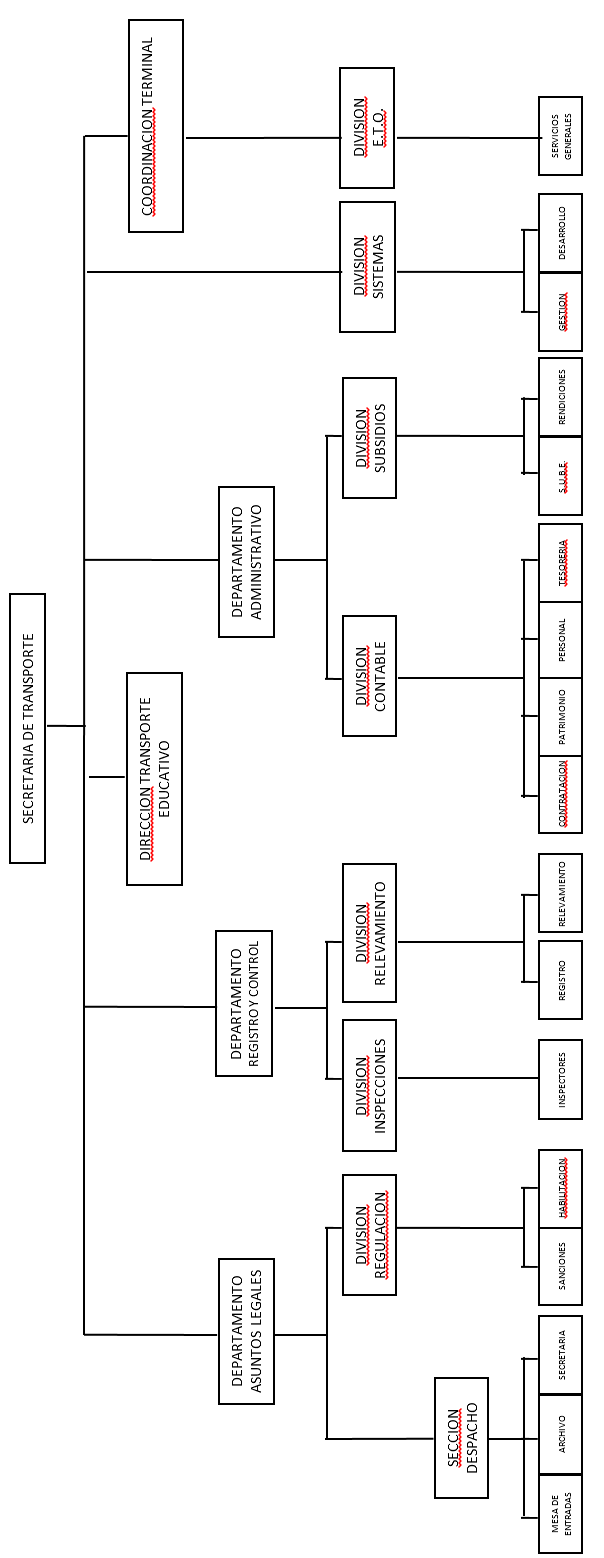 SECRETARIA DE TRANSPORTE
DIRECCION TRANSPORTE
EDUCATIVO
COORDINACION TERMINAL
DEPARTAMENTO
ASUNTOS LEGALES
DEPARTAMENTO
REGISTRO Y CONTROL
DEPARTAMENTO
ADMINISTRATIVO
DIVISION
REGULACION
DIVISION
INSPECCIONES
DIVISION
RELEVAMIENTO
DIVISION
CONTABLE
DIVISION
SUBSIDIOS
DIVISION
SISTEMAS
DIVISION
E.T.O.
SECCION
DESPACHO
MESA DE
ENTRADAS
ARCHIVO
SECRETARIA
SANCIONES
HABILITACION
INSPECTORES
REGISTRO
RELEVAMIENTO
CONTRATACION
PATRIMONIO
PERSONAL
TESORERIA
S.U.B.E.
RENDICIONES
GESTION
DESARROLLO
SERVICIOS
GENERALES